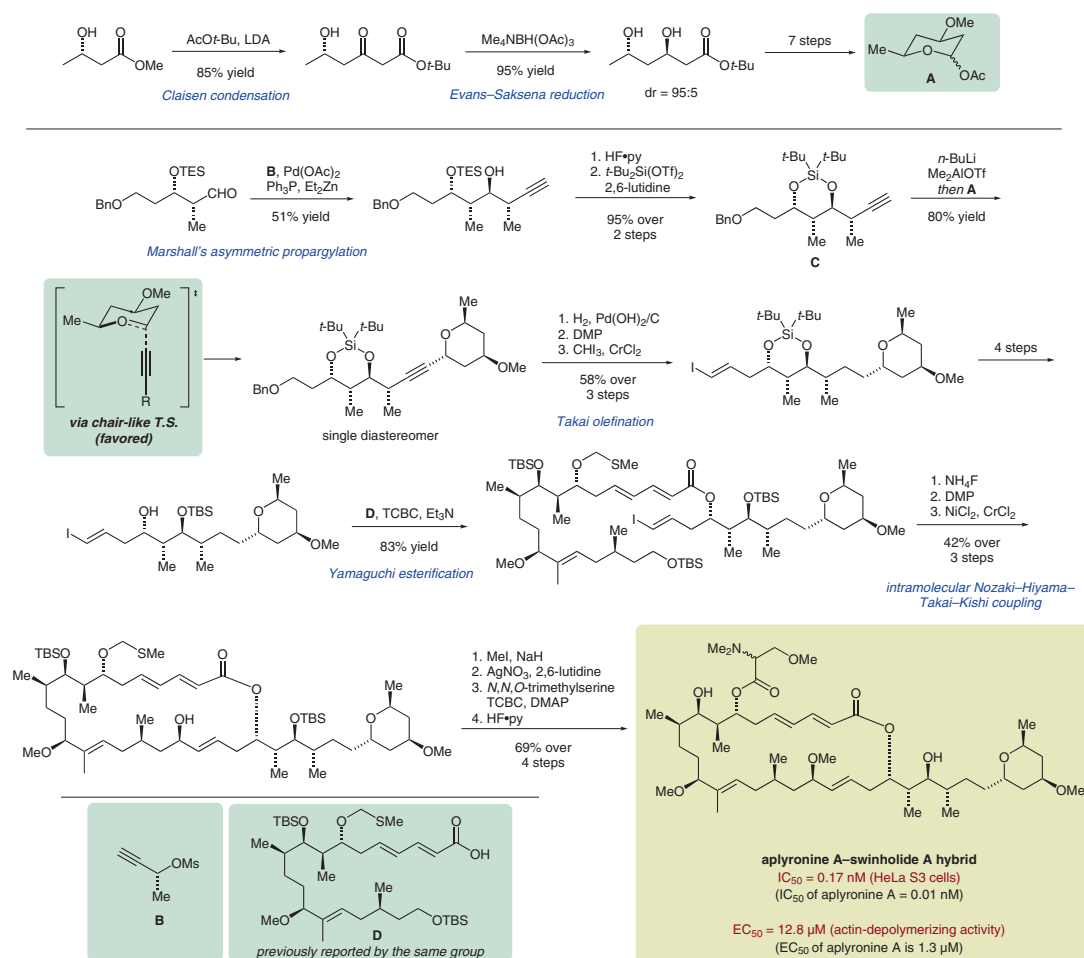 OH
O
OMe
AcOt-Bu, LDA
85% yield
Claisen condensation
OH
O
O
Ot-Bu
Me4NBH(OAc)3
95% yield
Evans–Saksena reduction
OH
OH
O
Ot-Bu
dr = 95:5
7 steps
OMe
Me
O
OAc
A
OTES
CHO
BnO
Me
B, Pd(OAc)2
Ph3P, Et2Zn
51% yield
Marshall's asymmetric propargylation
TESO
OH
BnO
Me
Me
1. HF•py
2. t-Bu2Si(OTf)2
2,6-lutidine
95% over
2 steps
t-Bu
t-Bu
Si
O
O
BnO
Me
Me
C
n-BuLi
Me2AlOTf
then A
80% yield
OMe
Me
O
R
‡
via chair-like T.S.
(favored)
t-Bu
t-Bu
Si
O
O
BnO
Me
Me
Me
O
OMe
single diastereomer
1. H2, Pd(OH)2/C
2. DMP
3. CHI3, CrCl2
58% over
3 steps
Takai olefination
t-Bu
t-Bu
Si
O
O
I
Me
Me
Me
O
OMe
4 steps
OH
OTBS
I
Me
Me
Me
O
OMe
D, TCBC, Et3N
83% yield
Yamaguchi esterification
TBSO
O
SMe
O
Me
Me
O
OTBS
I
Me
MeO
OTBS
Me
Me
Me
O
OMe
1. NH4F
2. DMP
3. NiCl2, CrCl2
42% over
3 steps
intramolecular Nozaki–Hiyama–
Takai–Kishi coupling
TBSO
O
SMe
O
Me
Me
O
Me
OH
OTBS
MeO
Me
Me
Me
O
OMe
1. MeI, NaH
2. AgNO3, 2,6-lutidine
3. N,N,O-trimethylserine
TCBC, DMAP
4. HF•py
69% over
4 steps
Me2N
OMe
OH
O
O
O
Me
Me
O
Me
OMe
OH
MeO
Me
Me
Me
O
OMe
aplyronine A–swinholide A hybrid
IC50 = 0.17 nM (HeLa S3 cells)
(IC50 of aplyronine A = 0.01 nM)
EC50 = 12.8 µM (actin-depolymerizing activity)
(EC50 of aplyronine A is 1.3 µM)
OMs
Me
B
TBSO
O
SMe
O
OH
Me
Me
Me
MeO
OTBS
D
previously reported by the same group